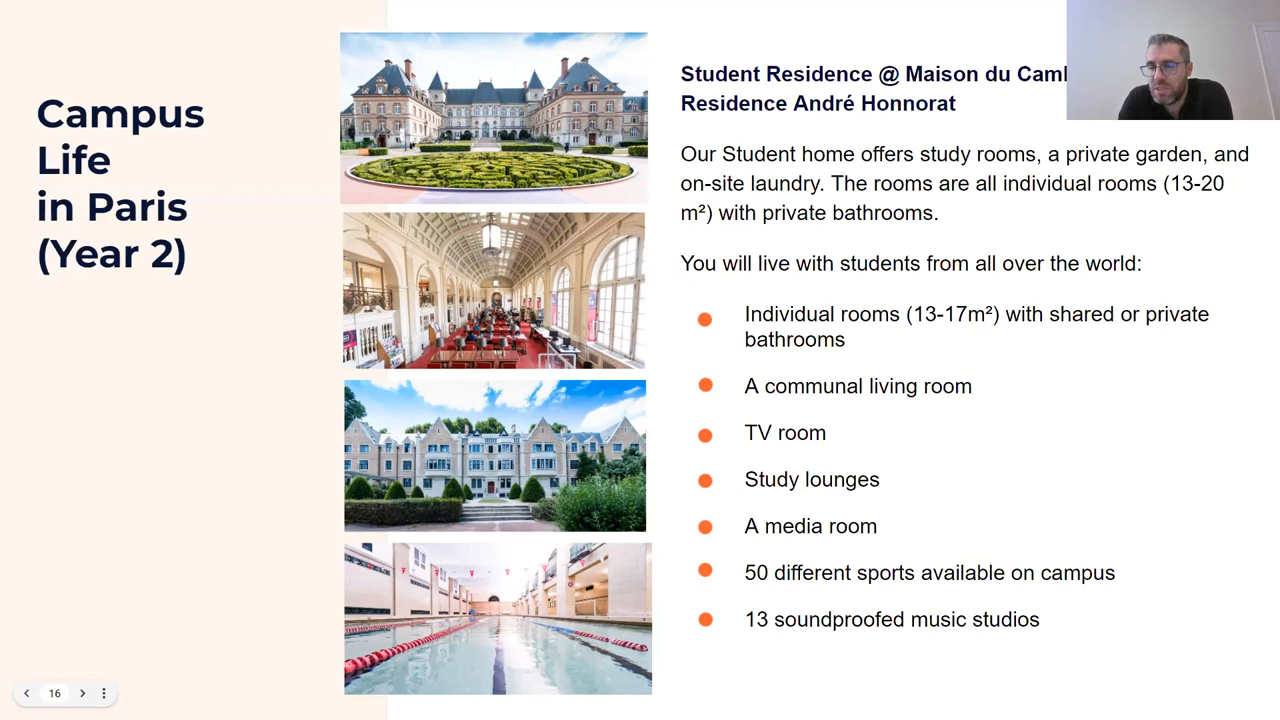 Campus
Life
in Paris
(Year 2)
Student Residence @ Maison du
Residence André Honnorat
Our Student home offers study rooms, a private garden, and
on-site laundry. The rooms are all individual rooms (13-20
m²) with private bathrooms.
You will live with students from all over the world:
Individual rooms (13-17m²) with shared or private
bathrooms
A communal living room
TV room
Study lounges
A media room
50 different sports available on campus
13 soundproofed music studios
16